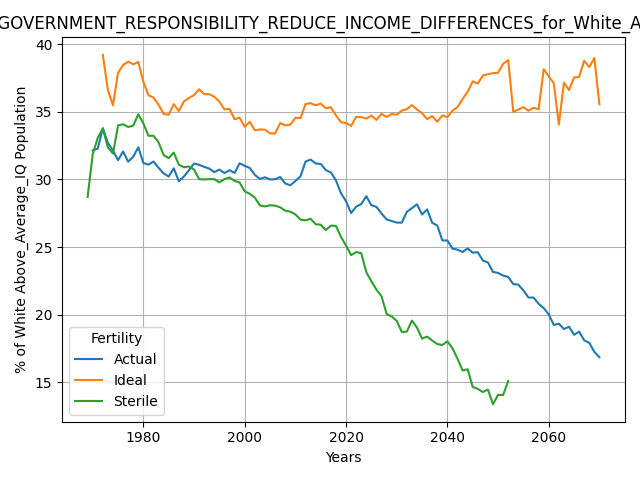 GOVERNMENT_RESPONSIBILITY_REDUCE_INCOME_DIFFERENCES_for_White_A
% of White Above_Average_IQ Population
40
35
30
25
20
15
Fertility
Actual
Ideal
Sterile
1980 2000 2020 2040 2060
Years